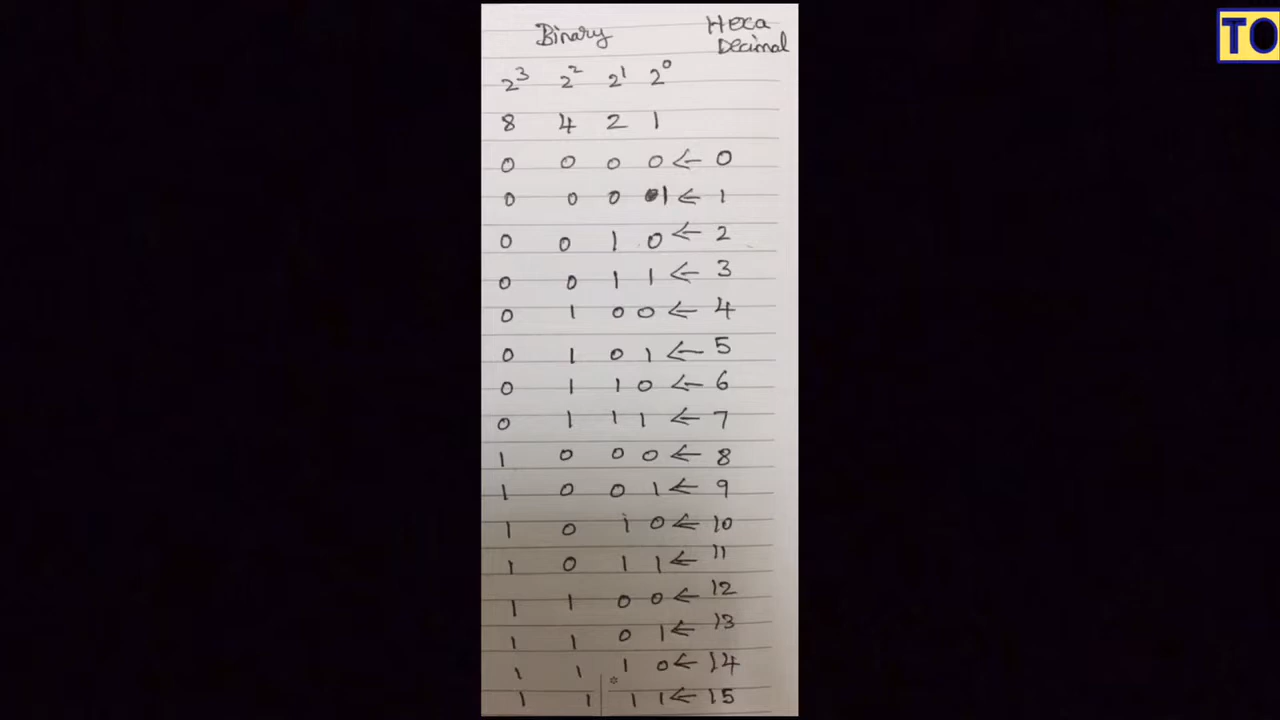 Binary Hexa Decimal
2³ 2² 2¹ 2⁰
8 4 2 1
0 0 0 0 ← 0
0 0 0 1 ← 1
0 0 1 0 ← 2
0 0 1 1 ← 3
0 1 0 0 ← 4
0 1 0 1 ← 5
0 1 1 0 ← 6
0 1 1 1 ← 7
1 0 0 0 ← 8
1 0 0 1 ← 9
1 0 1 0 ← 10
1 0 1 1 ← 11
1 1 0 0 ← 12
1 1 0 1 ← 13
1 1 1 0 ← 14
1 1 1 1 ← 15
TO